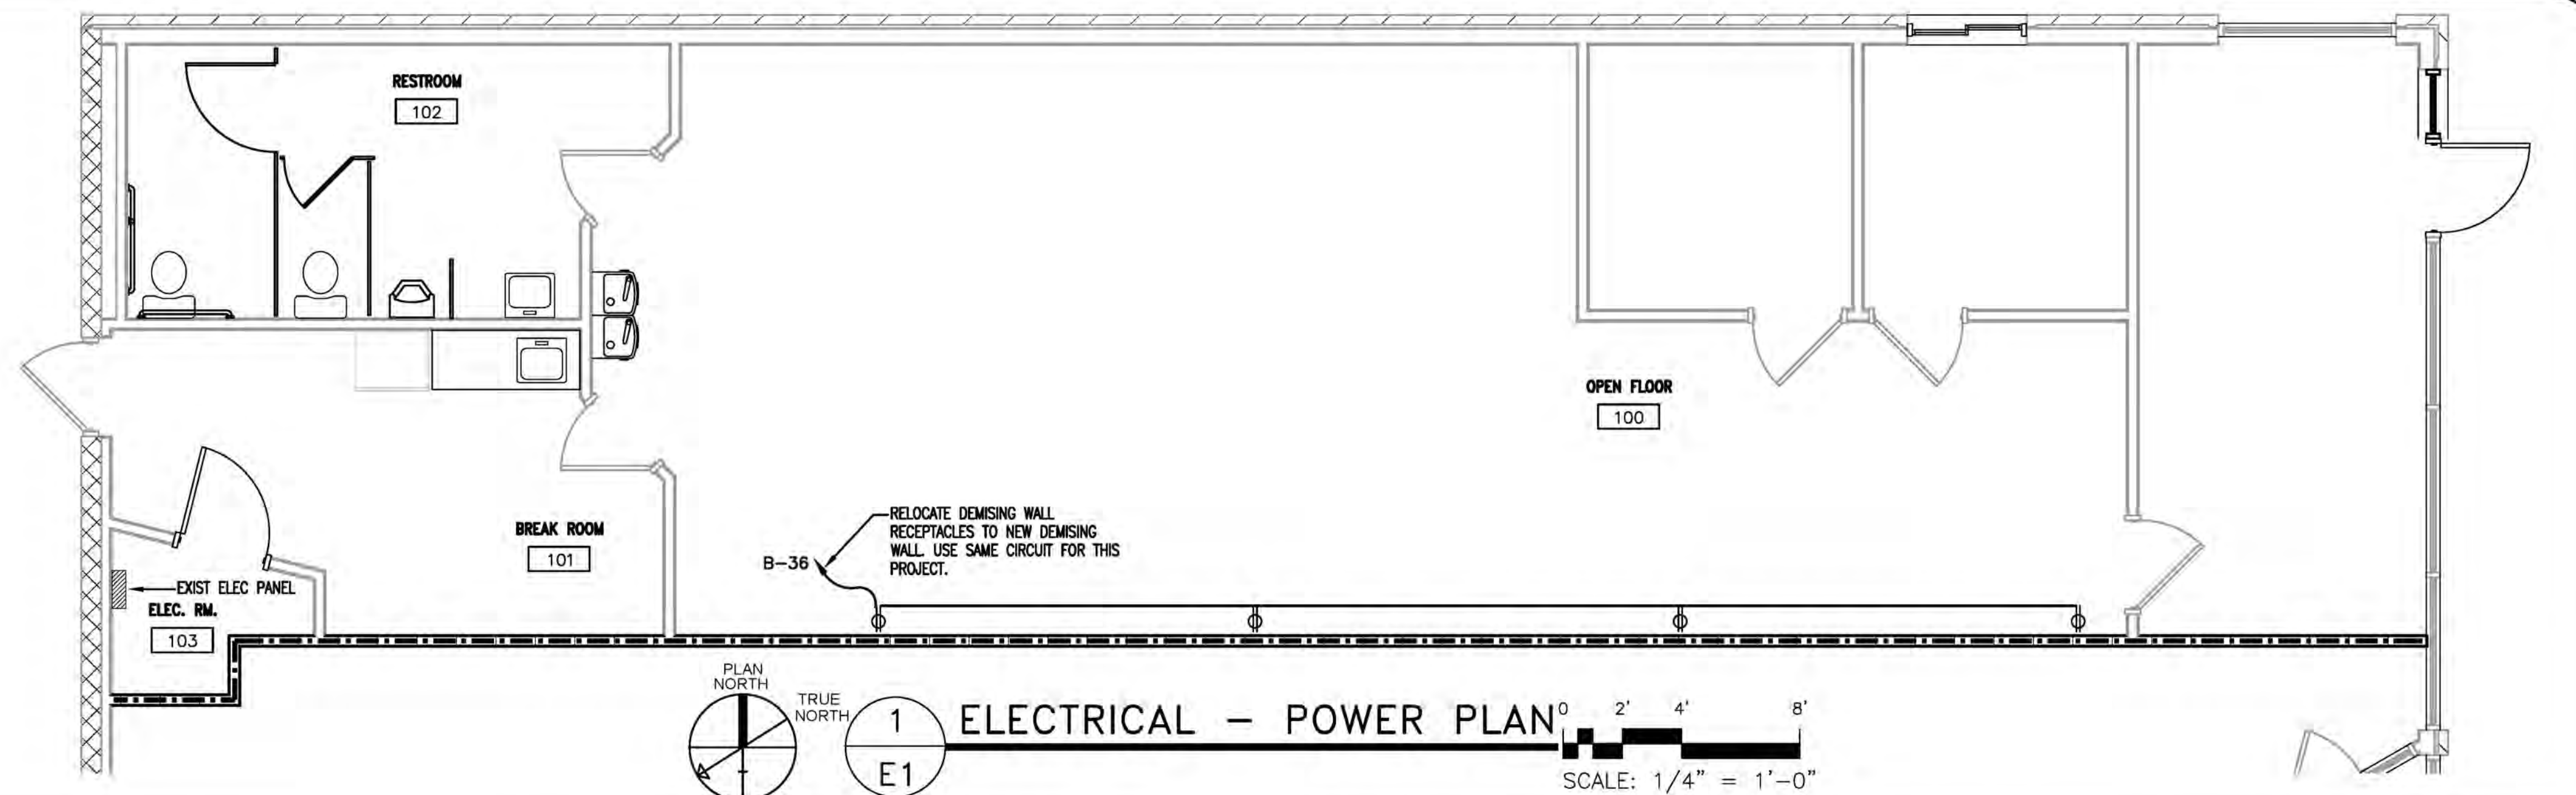 RESTROOM
102
OPEN FLOOR
100
BREAK ROOM
101
RELOCATE DEMISING WALL
RECEPTACLES TO NEW DEMISING
WALL. USE SAME CIRCUIT FOR THIS
PROJECT.
B-36
EXIST ELEC PANEL
ELEC. RM.
103
PLAN
NORTH
TRUE
NORTH
1
E1
ELECTRICAL - POWER PLAN
0 2' 4' 8'
SCALE: 1/4" = 1'-0"